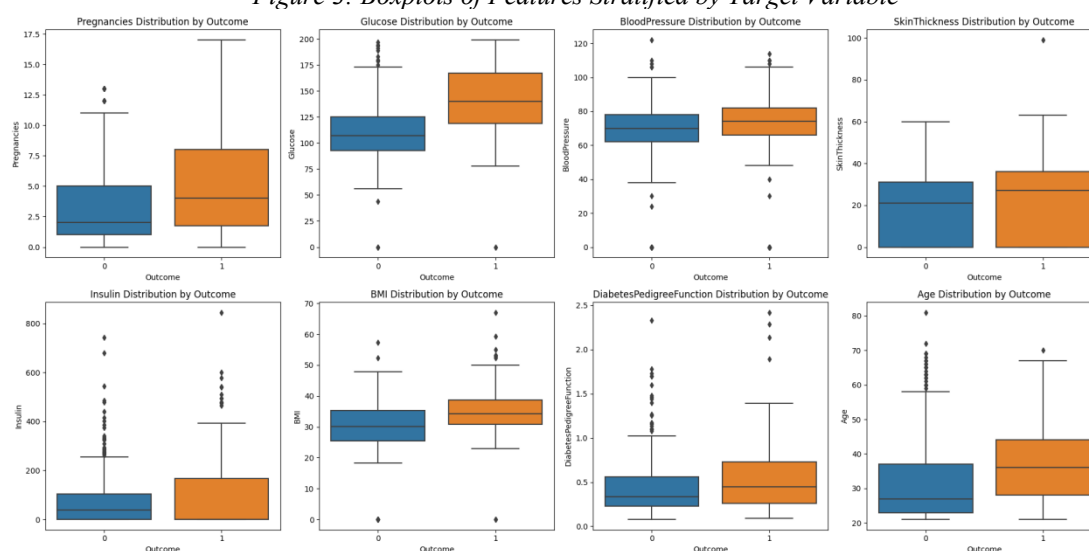 Figure 3: Boxplots of Features Stratified by Target Variable
Pregnancies Distribution by Outcome
17.5
15.0
12.5
10.0
7.5
5.0
2.5
0.0
Pregnancies
0 1
Outcome
Glucose Distribution by Outcome
200
175
150
125
100
75
50
25
0
Glucose
0 1
Outcome
BloodPressure Distribution by Outcome
120
100
80
60
40
20
0
BloodPressure
0 1
Outcome
SkinThickness Distribution by Outcome
100
80
60
40
20
0
SkinThickness
0 1
Outcome
Insulin Distribution by Outcome
800
600
400
200
0
Insulin
0 1
Outcome
BMI Distribution by Outcome
70
60
50
40
30
20
10
0
BMI
0 1
Outcome
DiabetesPedigreeFunction Distribution by Outcome
2.5
2.0
1.5
1.0
0.5
0.0
DiabetesPedigreeFunction
0 1
Outcome
Age Distribution by Outcome
80
70
60
50
40
30
20
Age
0 1
Outcome